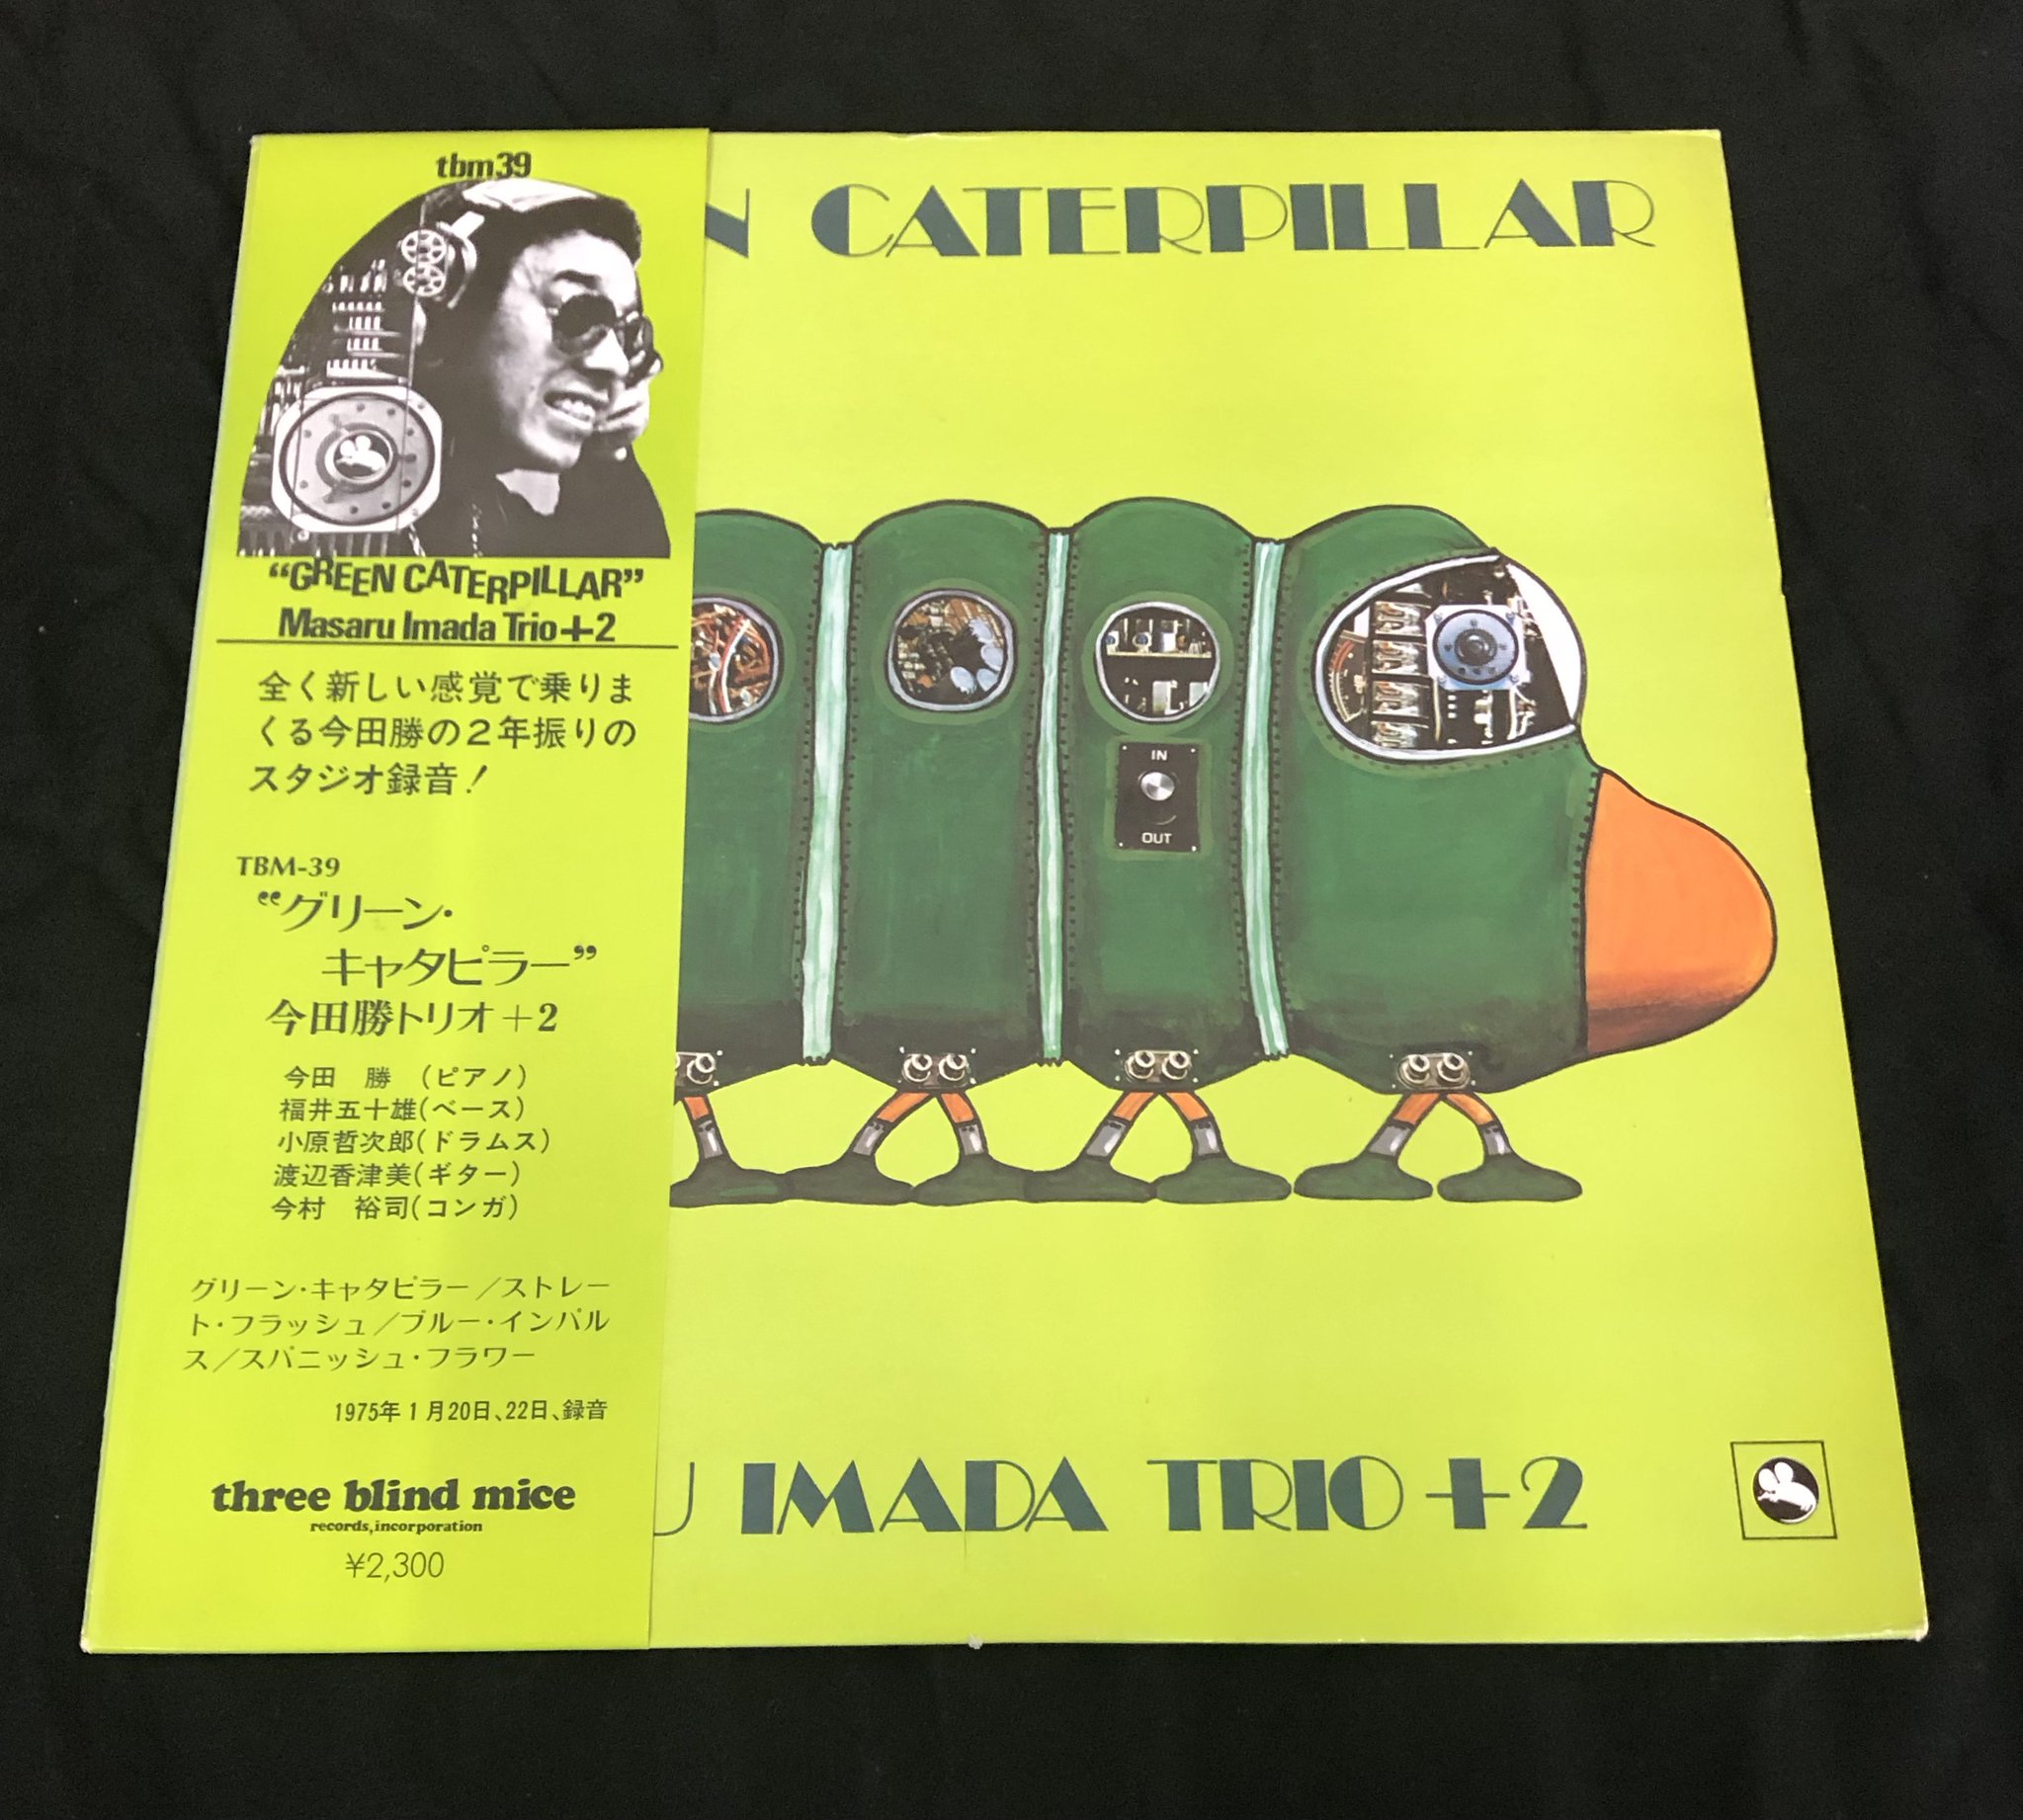 tbm39
“GREEN CATERPILLAR”
Masaru Imada Trio+2
全く新しい感覚で乗りま
くる今田勝の2年振りの
スタジオ録音!
TBM-39
“グリーン・
キャタピラー”
今田勝トリオ+2
今田 勝 (ピアノ)
福井五十雄(ベース)
小原哲次郎(ドラムス)
渡辺香津美(ギター)
今村 裕司(コンガ)
グリーン・キャタピラー/ストレー
ト・フラッシュ/ブルー・インパル
ス/スパニッシュ・フラワー
1975年1月20日、22日、録音
three blind mice
records,incorporation
¥2,300
N CATERPILLAR
IN
OUT
U IMADA TRIO +2